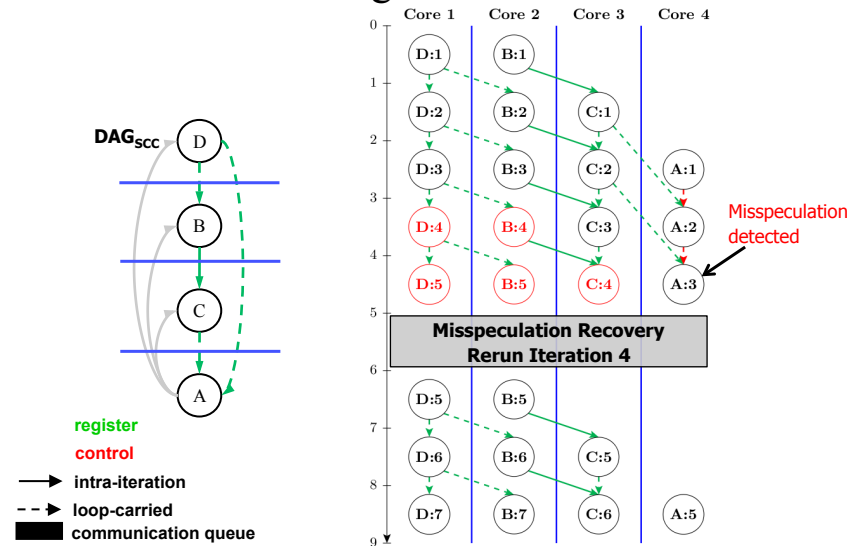 DAGSCC
D
B
C
A
register
control
intra-iteration
loop-carried
communication queue
Core 1 Core 2 Core 3 Core 4
0
D:1 B:1
1
D:2 B:2 C:1
2
D:3 B:3 C:2 A:1
3
D:4 B:4 C:3 A:2
Misspeculation
detected
4
D:5 B:5 C:4 A:3
5
Misspeculation Recovery
Rerun Iteration 4
6
D:5 B:5
7
D:6 B:6 C:5
8
D:7 B:7 C:6 A:5
9